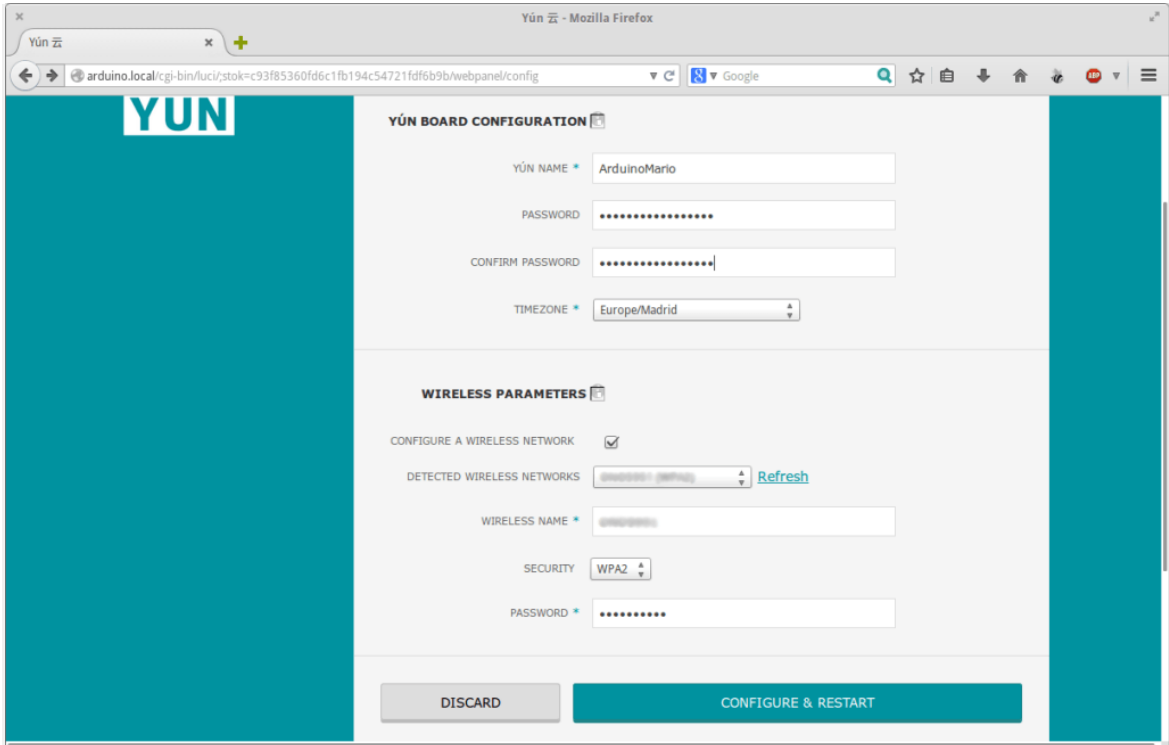 Yún 云 - Mozilla Firefox
Yún 云
arduino.local/cgi-bin/luci/;stok=c93f85360fd6c1fb194c54721fdf6b9b/webpanel/config
Google
YÚN
YÚN BOARD CONFIGURATION
YÚN NAME * ArduinoMario
PASSWORD •••••••••••••••••
CONFIRM PASSWORD •••••••••••••••••
TIMEZONE * Europe/Madrid
WIRELESS PARAMETERS
CONFIGURE A WIRELESS NETWORK
DETECTED WIRELESS NETWORKS Refresh
WIRELESS NAME *
SECURITY WPA2
PASSWORD * ••••••••••
DISCARD CONFIGURE & RESTART